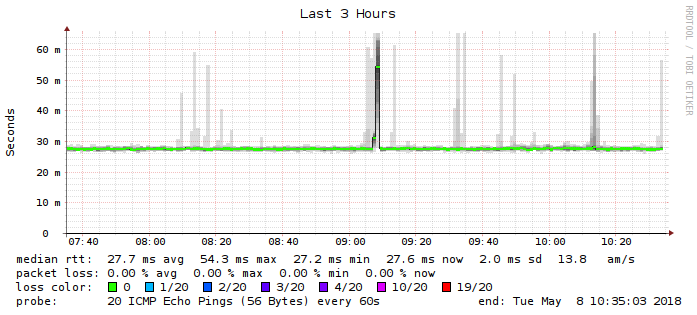 Last 3 Hours
RRDTOOL / TOBI OETIKER
Seconds
60 m
50 m
40 m
30 m
20 m
10 m
0
07:40 08:00 08:20 08:40 09:00 09:20 09:40 10:00 10:20
median rtt: 27.7 ms avg 54.3 ms max 27.2 ms min 27.6 ms now 2.0 ms sd 13.8 am/s
packet loss: 0.00 % avg 0.00 % max 0.00 % min 0.00 % now
loss color: 0 1/20 2/20 3/20 4/20 10/20 19/20
probe: 20 ICMP Echo Pings (56 Bytes) every 60s end: Tue May 8 10:35:03 2018